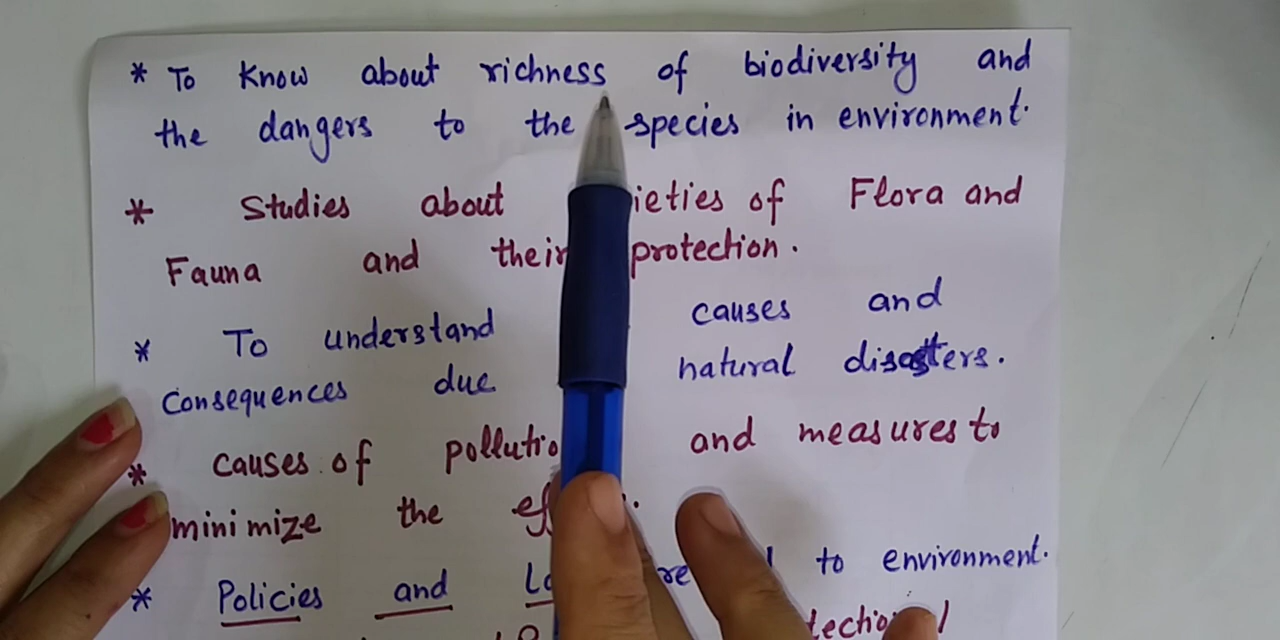 * To Know about richness of biodiversity and
the dangers to the species in environment.
* Studies about ieties of Flora and
Fauna and their protection.
* To understand causes and
Consequences due natural disasters.
* causes of pollutio and measures to
minimize the
* Policies and to environment.